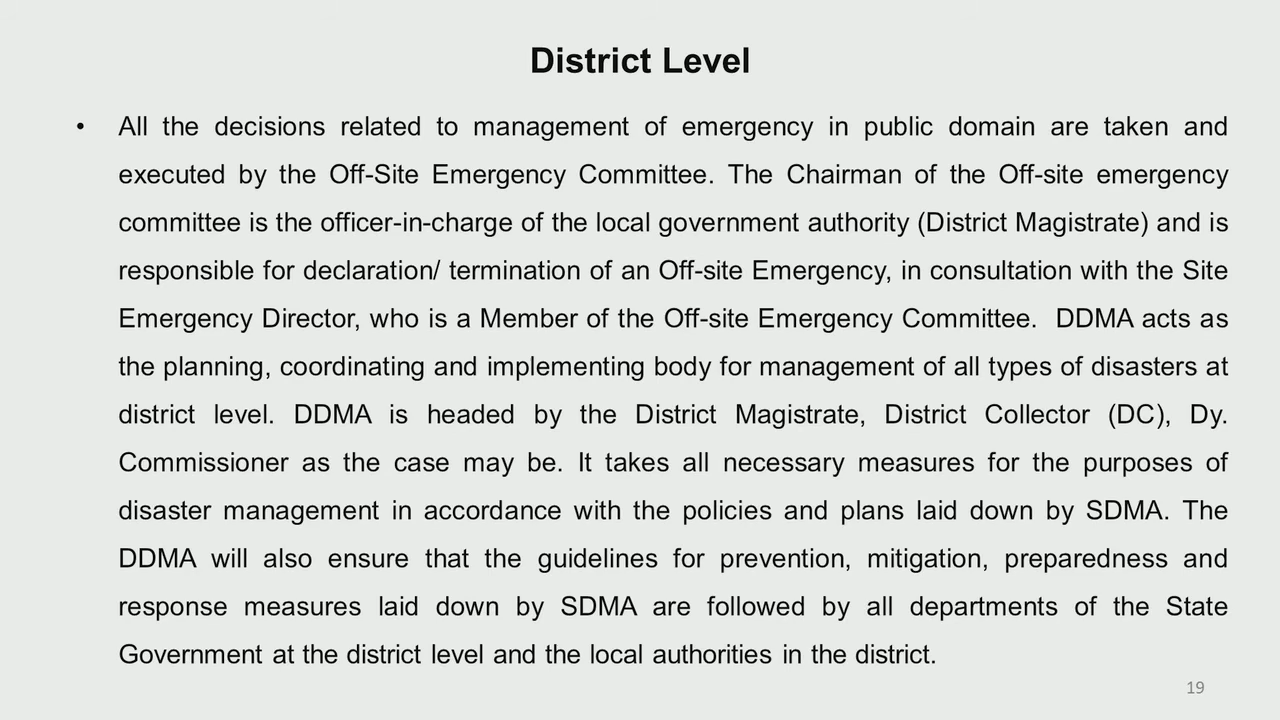 District Level
• All the decisions related to management of emergency in public domain are taken and
executed by the Off-Site Emergency Committee. The Chairman of the Off-site emergency
committee is the officer-in-charge of the local government authority (District Magistrate) and is
responsible for declaration/ termination of an Off-site Emergency, in consultation with the Site
Emergency Director, who is a Member of the Off-site Emergency Committee.  DDMA acts as
the planning, coordinating and implementing body for management of all types of disasters at
district level. DDMA is headed by the District Magistrate, District Collector (DC), Dy.
Commissioner as the case may be. It takes all necessary measures for the purposes of
disaster management in accordance with the policies and plans laid down by SDMA. The
DDMA will also ensure that the guidelines for prevention, mitigation, preparedness and
response measures laid down by SDMA are followed by all departments of the State
Government at the district level and the local authorities in the district.
19